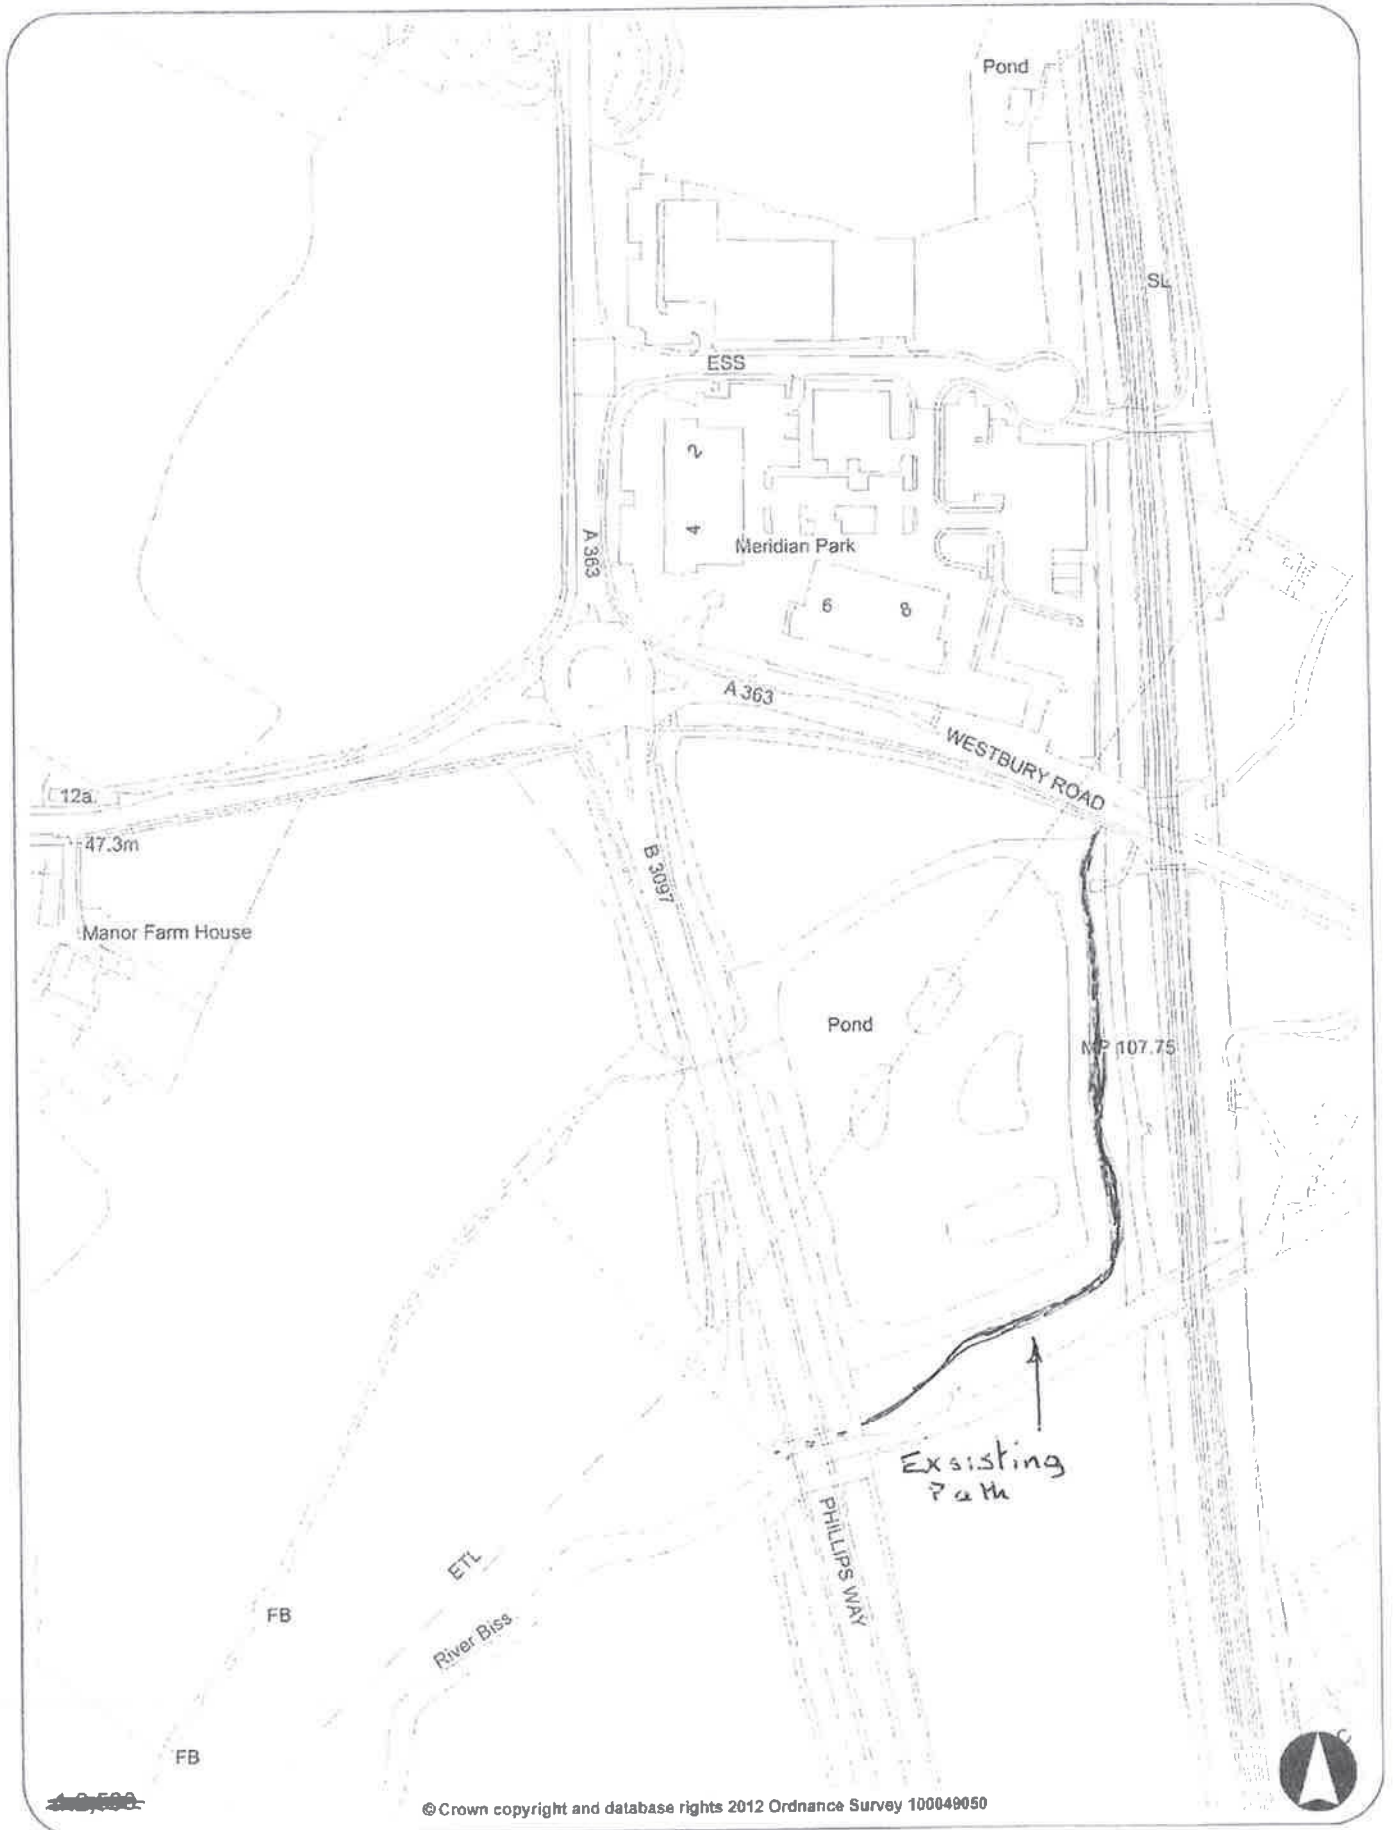 Pond
SL
ESS
2
4
A 363
Meridian Park
6
8
A 363
WESTBURY ROAD
12a
47.3m
B 3097
Manor Farm House
Pond
MP 107.75
Exsisting
Path
PHILLIPS WAY
ETL
FB
River Biss
FB
© Crown copyright and database rights 2012 Ordnance Survey 100049050